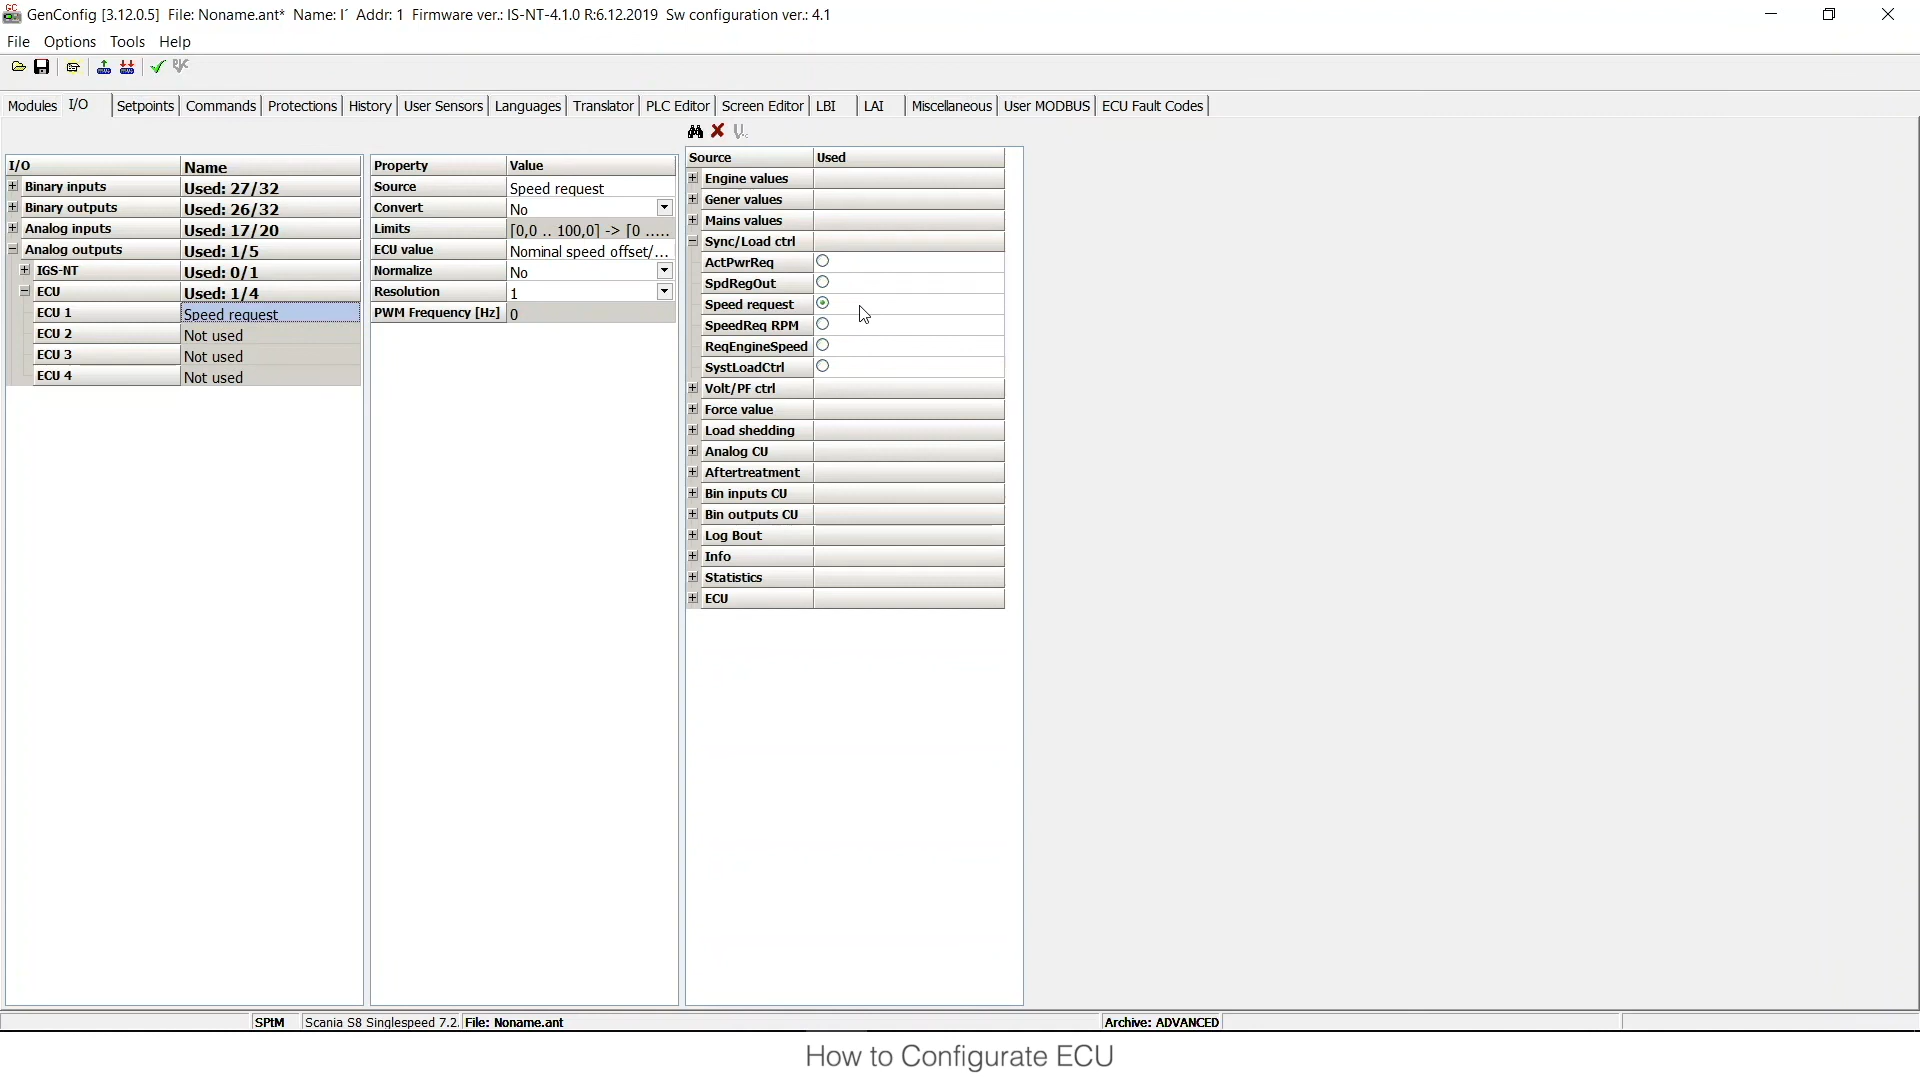 GenConfig [3.12.0.5] File: Noname.ant* Name: I´ Addr: 1 Firmware ver.: IS-NT-4.1.0 R:6.12.2019 Sw configuration ver.: 4.1
File Options Tools Help
Modules I/O Setpoints Commands Protections History User Sensors Languages Translator PLC Editor Screen Editor LBI LAI Miscellaneous User MODBUS ECU Fault Codes
I/O Name
Binary inputs Used: 27/32
Binary outputs Used: 26/32
Analog inputs Used: 17/20
Analog outputs Used: 1/5
IGS-NT Used: 0/1
ECU Used: 1/4
ECU 1 Speed request
ECU 2 Not used
ECU 3 Not used
ECU 4 Not used
Property Value
Source Speed request
Convert No
Limits [0,0 .. 100,0] -> [0 .....
ECU value Nominal speed offset/...
Normalize No
Resolution 1
PWM Frequency [Hz] 0
Source Used
Engine values
Gener values
Mains values
Sync/Load ctrl
ActPwrReq
SpdRegOut
Speed request
SpeedReq RPM
ReqEngineSpeed
SystLoadCtrl
Volt/PF ctrl
Force value
Load shedding
Analog CU
Aftertreatment
Bin inputs CU
Bin outputs CU
Log Bout
Info
Statistics
ECU
SPtM Scania S8 Singlespeed 7.2. File: Noname.ant Archive: ADVANCED
How to Configurate ECU